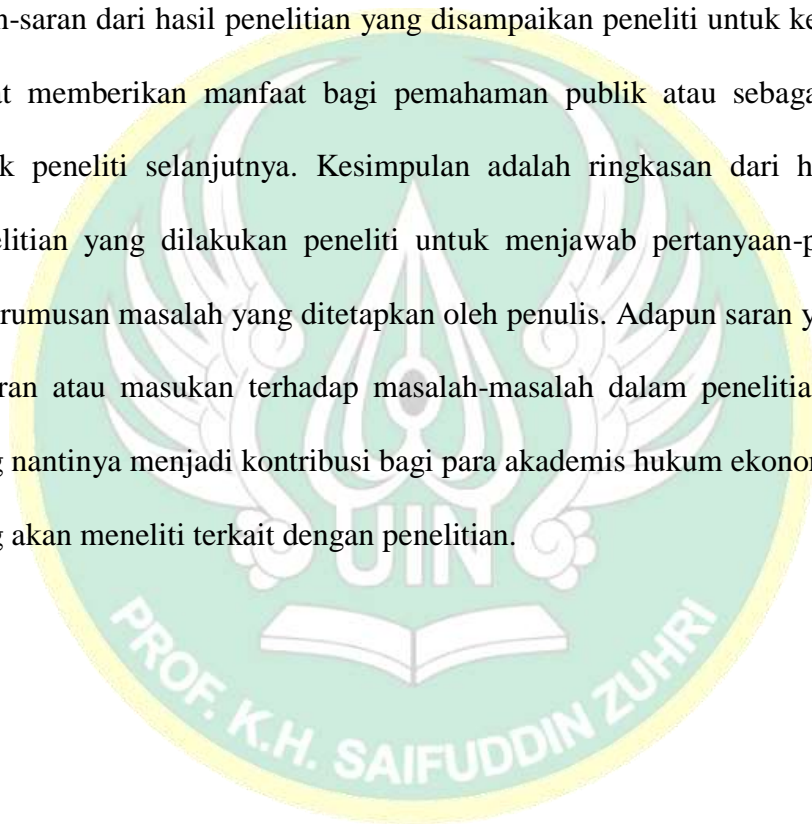 n-saran dari hasil penelitian yang disampaikan peneliti untuk ke
at memberikan manfaat bagi pemahaman publik atau sebaga
k peneliti selanjutnya. Kesimpulan adalah ringkasan dari h
elitian yang dilakukan peneliti untuk menjawab pertanyaan-p
rumusan masalah yang ditetapkan oleh penulis. Adapun saran y
ran atau masukan terhadap masalah-masalah dalam penelitia
g nantinya menjadi kontribusi bagi para akademis hukum ekonor
g akan meneliti terkait dengan penelitian.
UIN
PROF. K.H. SAIFUDDIN ZUHRI